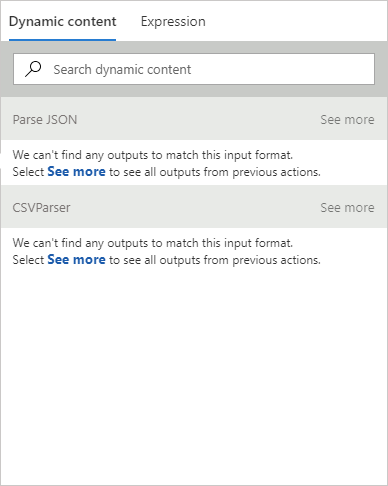 Dynamic content Expression
Search dynamic content
Parse JSON See more
We can't find any outputs to match this input format.
Select See more to see all outputs from previous actions.
CSVParser See more
We can't find any outputs to match this input format.
Select See more to see all outputs from previous actions.